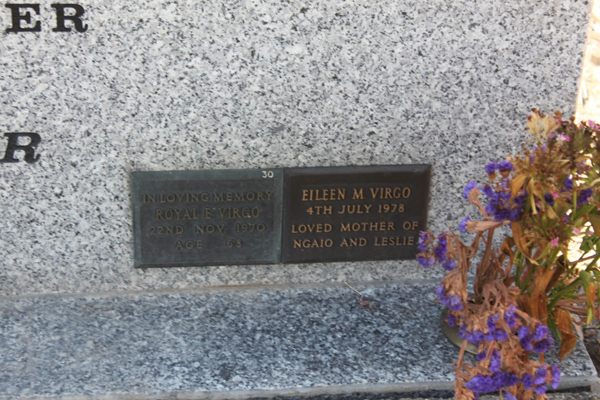 ER
R
30
IN LOVING MEMORY
ROYAL E VIRGO
22ND NOV 1970
AGE 58
EILEEN M VIRGO
4TH JULY 1978
LOVED MOTHER OF
NGAIO AND LESLIE